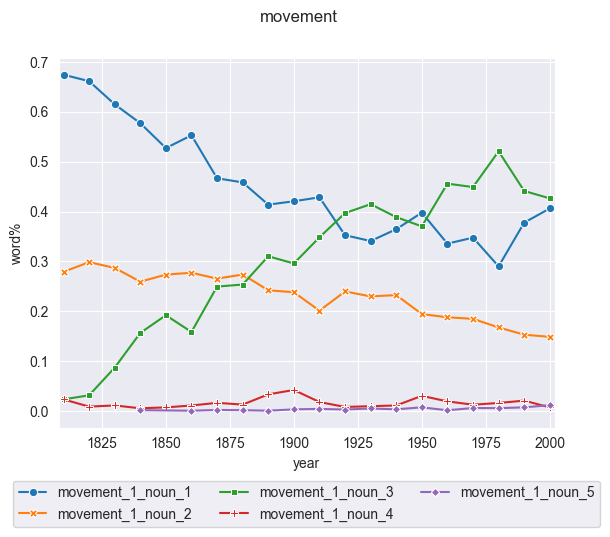 movement
0.7
0.6
0.5
0.4
0.3
0.2
0.1
0.0
word%
1825 1850 1875 1900 1925 1950 1975 2000
year
movement_1_noun_1 movement_1_noun_3 movement_1_noun_5
movement_1_noun_2 movement_1_noun_4